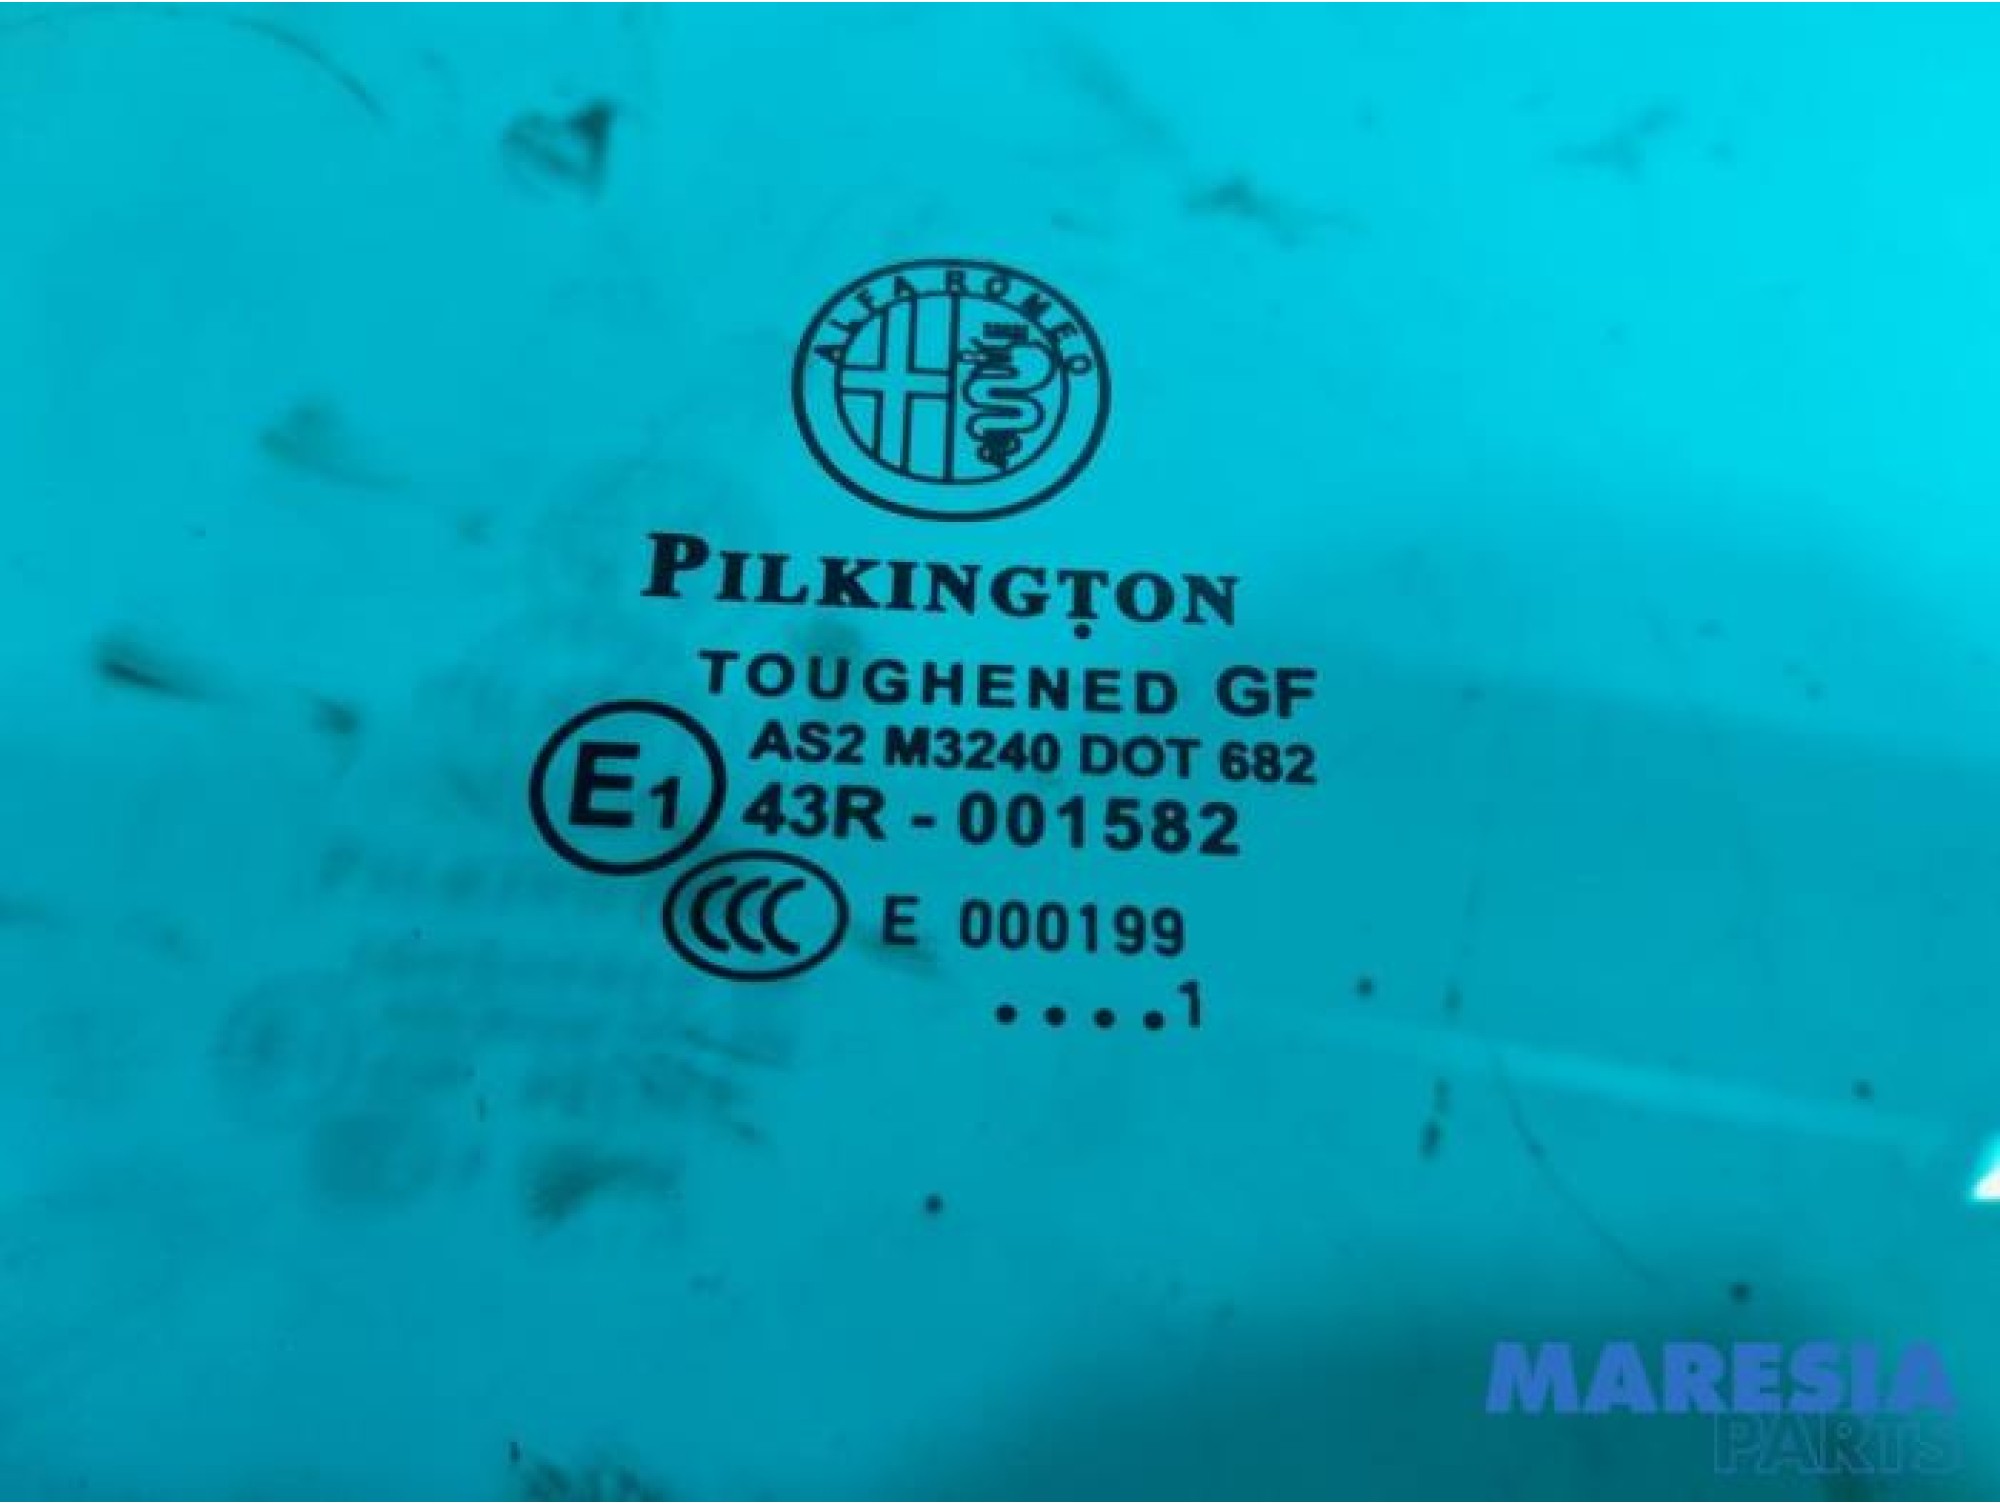 ALFA ROMEO
PILKINGTON
TOUGHENED GF
AS2 M3240 DOT 682
E1 43R - 001582
CCC E 000199
....1
MARESIA
PARTS